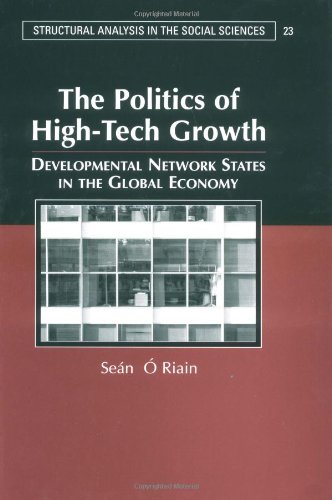 STRUCTURAL ANALYSIS IN THE SOCIAL SCIENCES 23
The Politics of
High-Tech Growth
DEVELOPMENTAL NETWORK STATES
IN THE GLOBAL ECONOMY
Seán Ó Riain